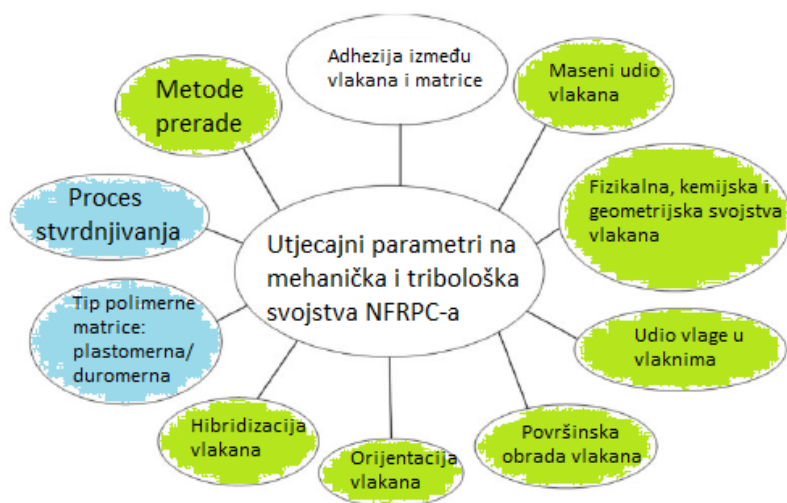 Adhezija između
vlakana i matrice
Maseni udio
vlakana
Metode
prerade
Fizikalna, kemijska i
geometrijska svojstva
vlakana
Proces
stvrdnjivanja
Utjecajni parametri na
mehanička i tribološka
svojstva NFRPC-a
Tip polimerne
matrice:
plastomerna/
duromerna
Udio vlage u
vlaknima
Hibridizacija
vlakana
Orijentacija
vlakana
Površinska
obrada vlakana